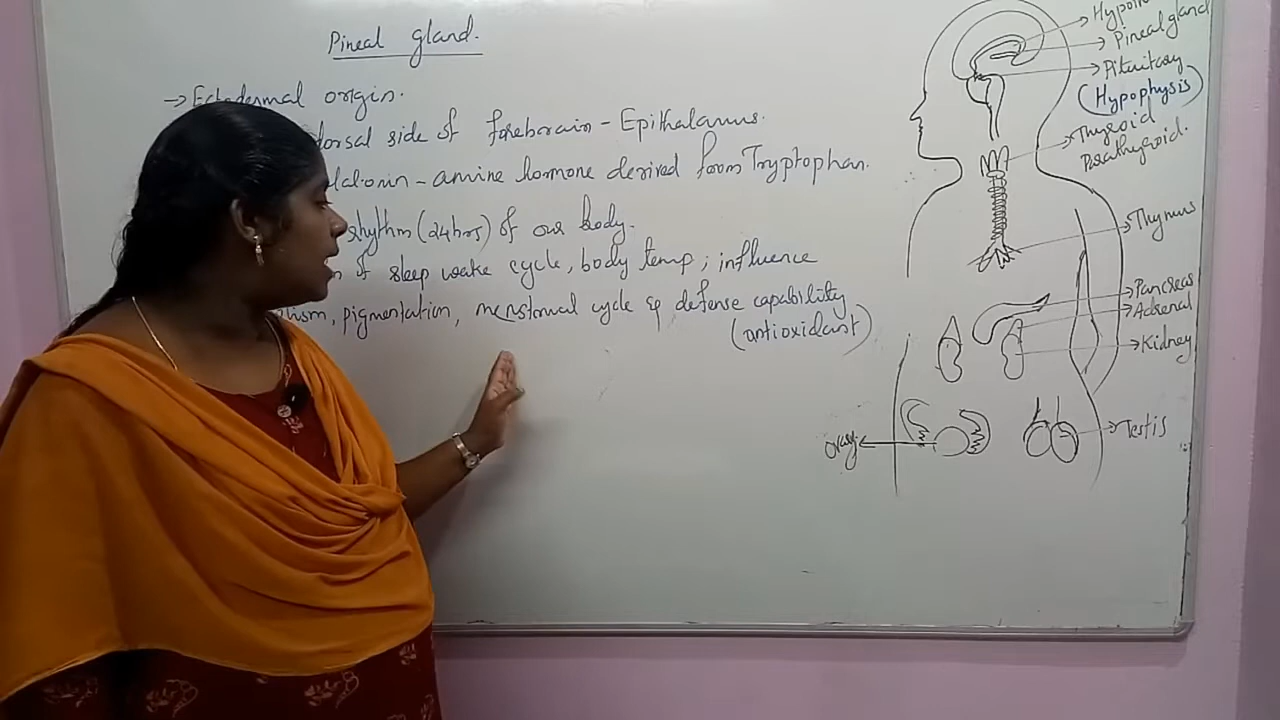 Pineal gland.
→ Ectodermal origin.
dorsal side of forebrain - Epithalamus.
- amine hormone derived from Tryptophan.
rhythm (24hrs) of our body.
of sleep wake cycle, body temp; influence
pigmentation, menstrual cycle & defense capability
(antioxidant)
Pineal gland
Pituitary
(Hypophysis)
Thyroid
Parathyroid.
Thymus
Pancreas
Adrenal
Kidney
Testis
Ovary